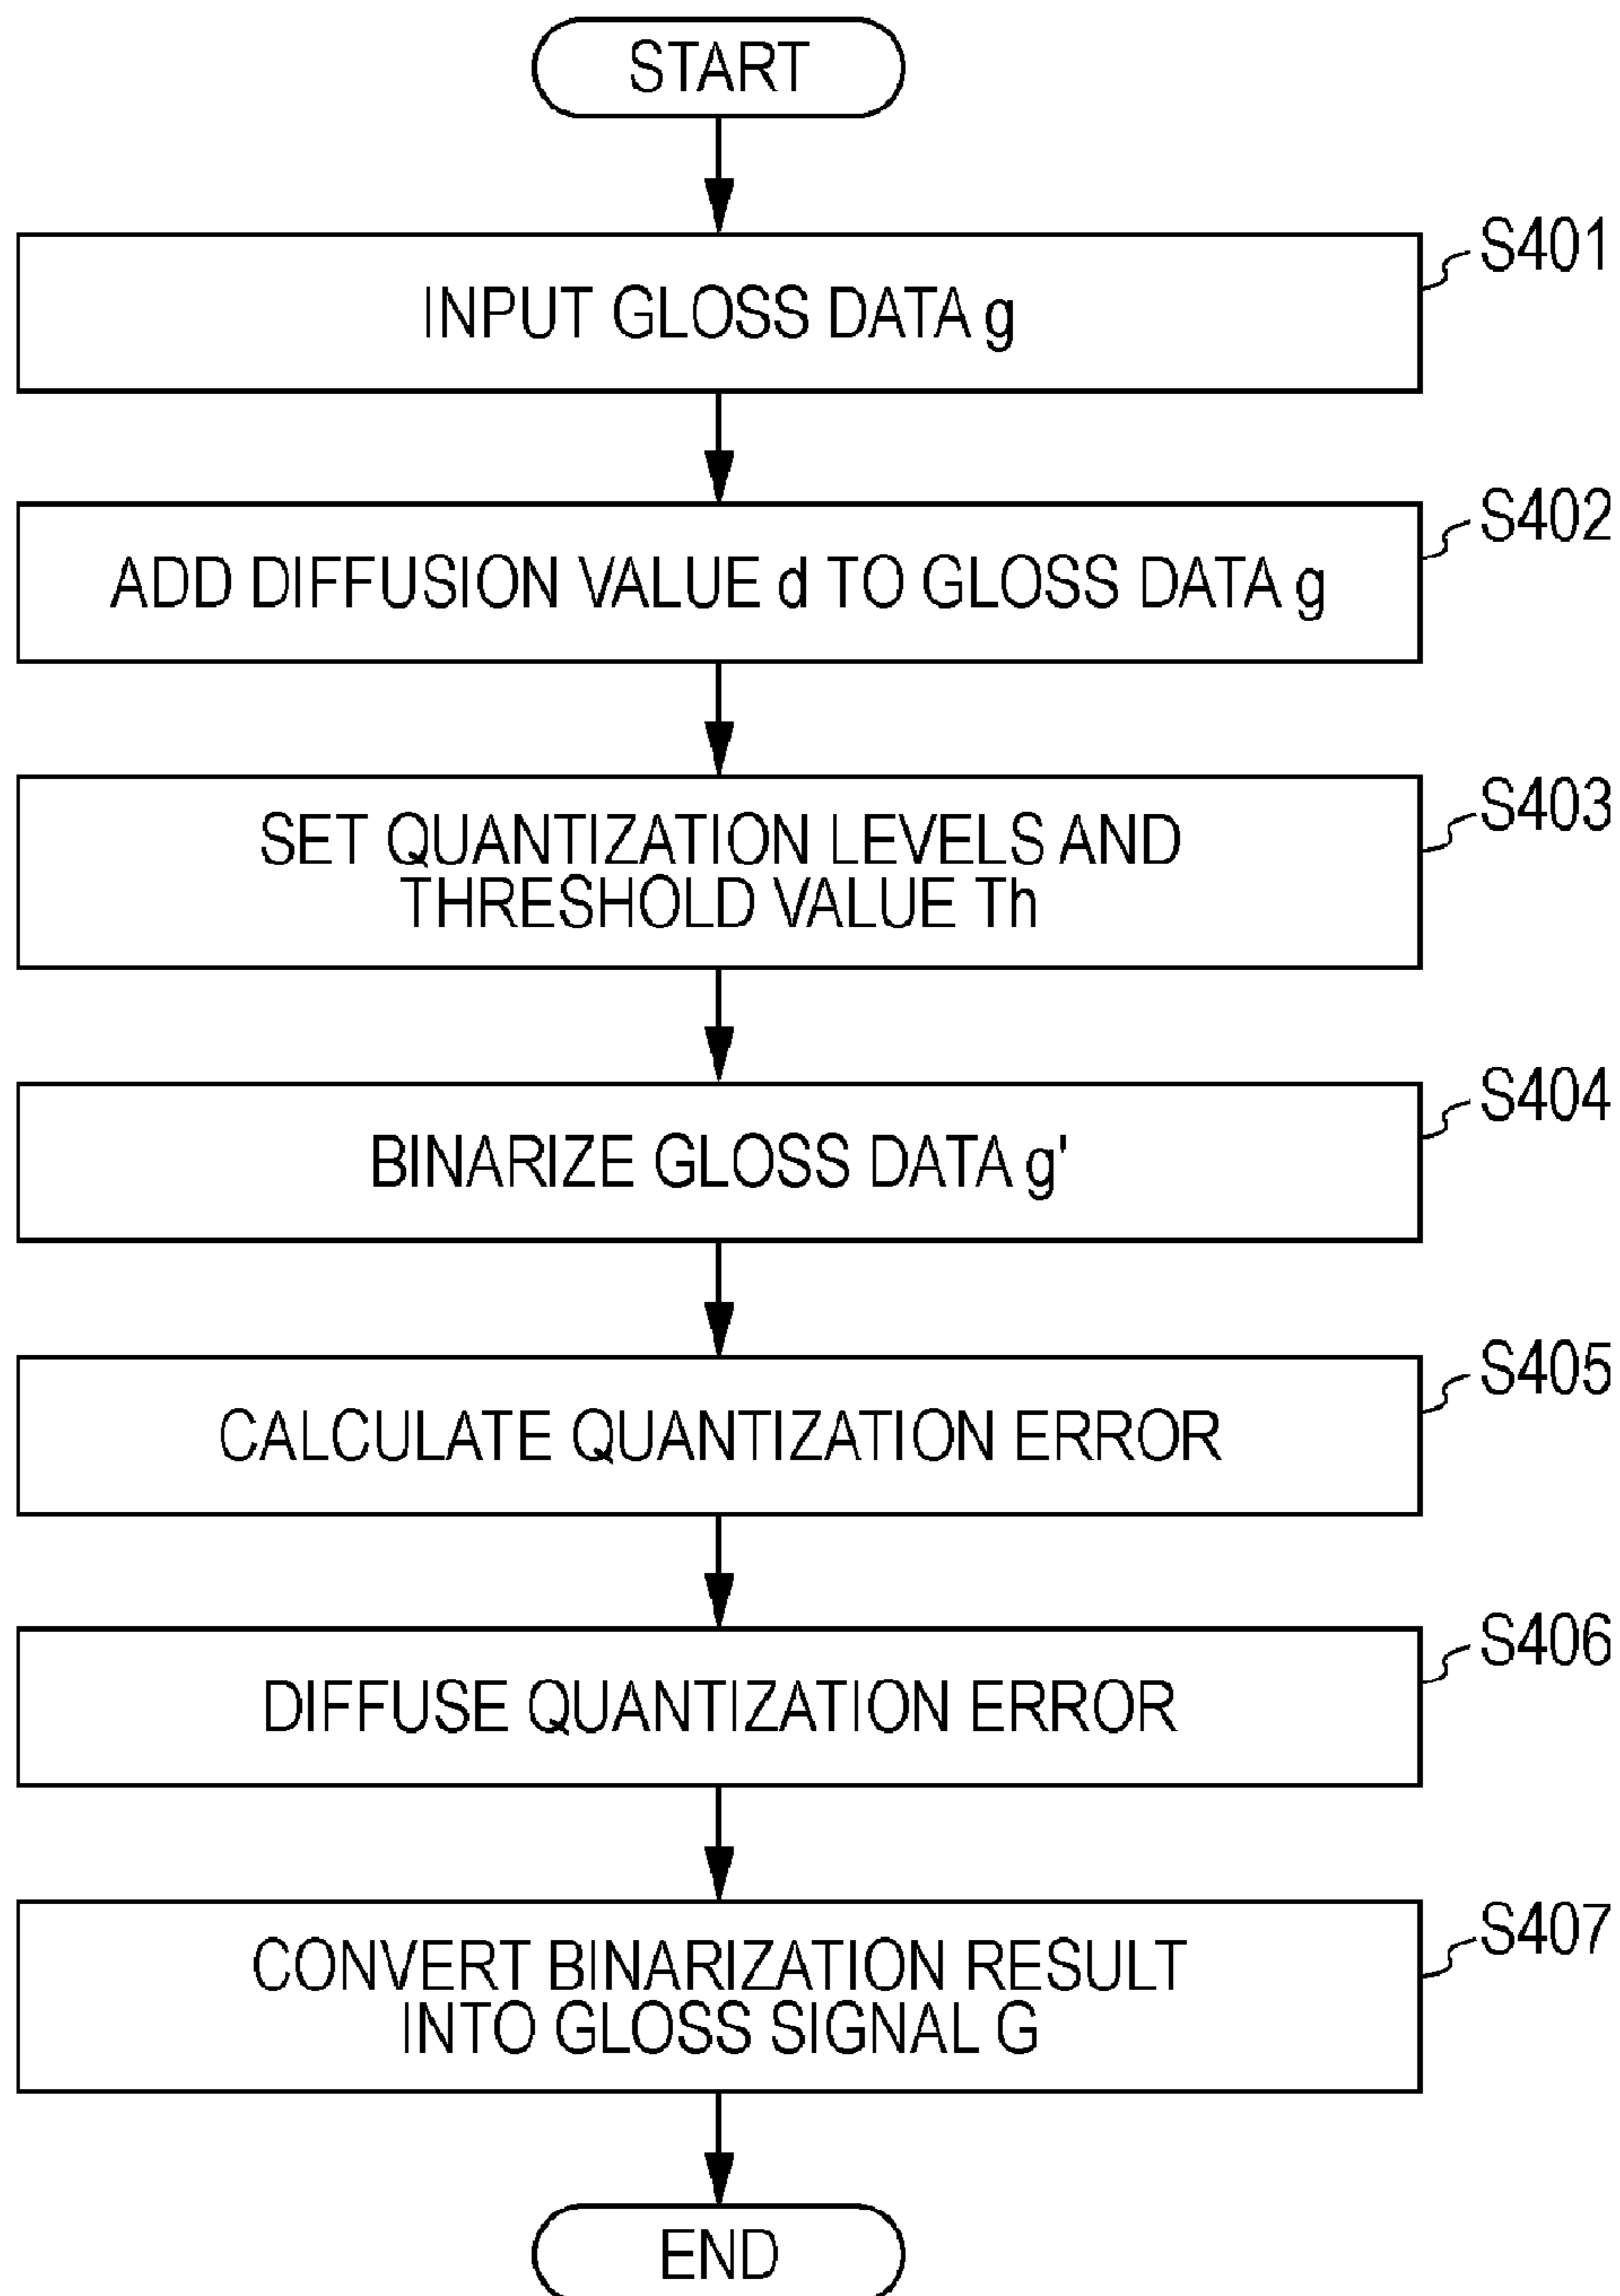 START
S401
INPUT GLOSS DATA g
S402
ADD DIFFUSION VALUE d TO GLOSS DATA g
S403
SET QUANTIZATION LEVELS AND
THRESHOLD VALUE Th
S404
BINARIZE GLOSS DATA g'
S405
CALCULATE QUANTIZATION ERROR
S406
DIFFUSE QUANTIZATION ERROR
S407
CONVERT BINARIZATION RESULT
INTO GLOSS SIGNAL G
END